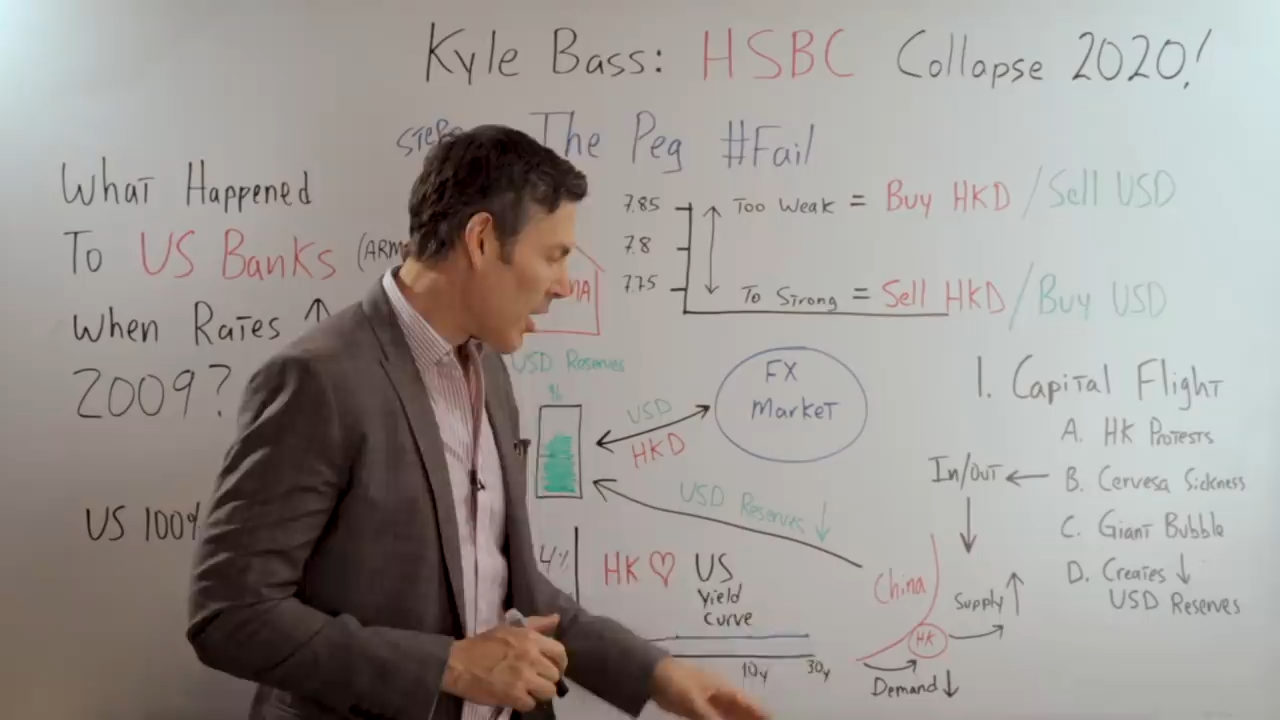 Kyle Bass: HSBC Collapse 2020!
The Peg #Fail
What Happened
To US Banks (ARM
When Rates ↑
2009?
US 100%
7.85
7.8
7.75
Too Weak = Buy HKD / Sell USD
To Strong = Sell HKD / Buy USD
USD Reserves
%
USD
HKD
FX
Market
USD Reserves ↓
4%
HK ♡ US
Yield
Curve
10y 30y
China
HK
Supply ↑
Demand ↓
In/Out ←
1. Capital Flight
A. HK Protests
B. Cervesa Sickness
C. Giant Bubble
D. Creates ↓
USD Reserves